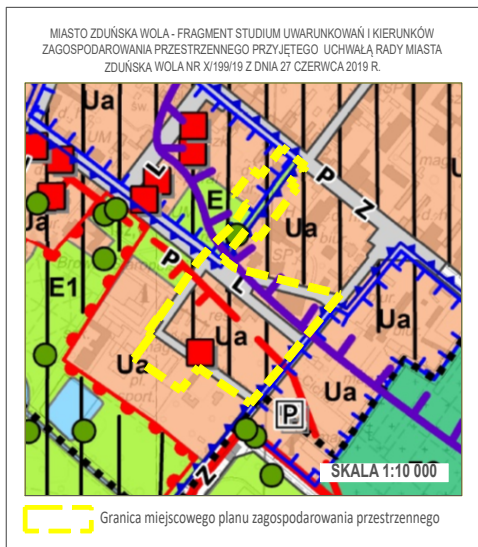 MIASTO ZDUŃSKA WOLA - FRAGMENT STUDIUM UWARUNKOWAŃ I KIERUNKÓW
ZAGOSPODAROWANIA PRZESTRZENNEGO PRZYJĘTEGO UCHWAŁĄ RADY MIASTA
ZDUŃSKA WOLA NR X/199/19 Z DNIA 27 CZERWCA 2019 R.
Ua
UM
L
E
P
Z
U
Ua
Ua
P
L
E1
Ua
Ua
Ua
Ua
P
Z
SKALA 1:10 000
Granica miejscowego planu zagospodarowania przestrzennego